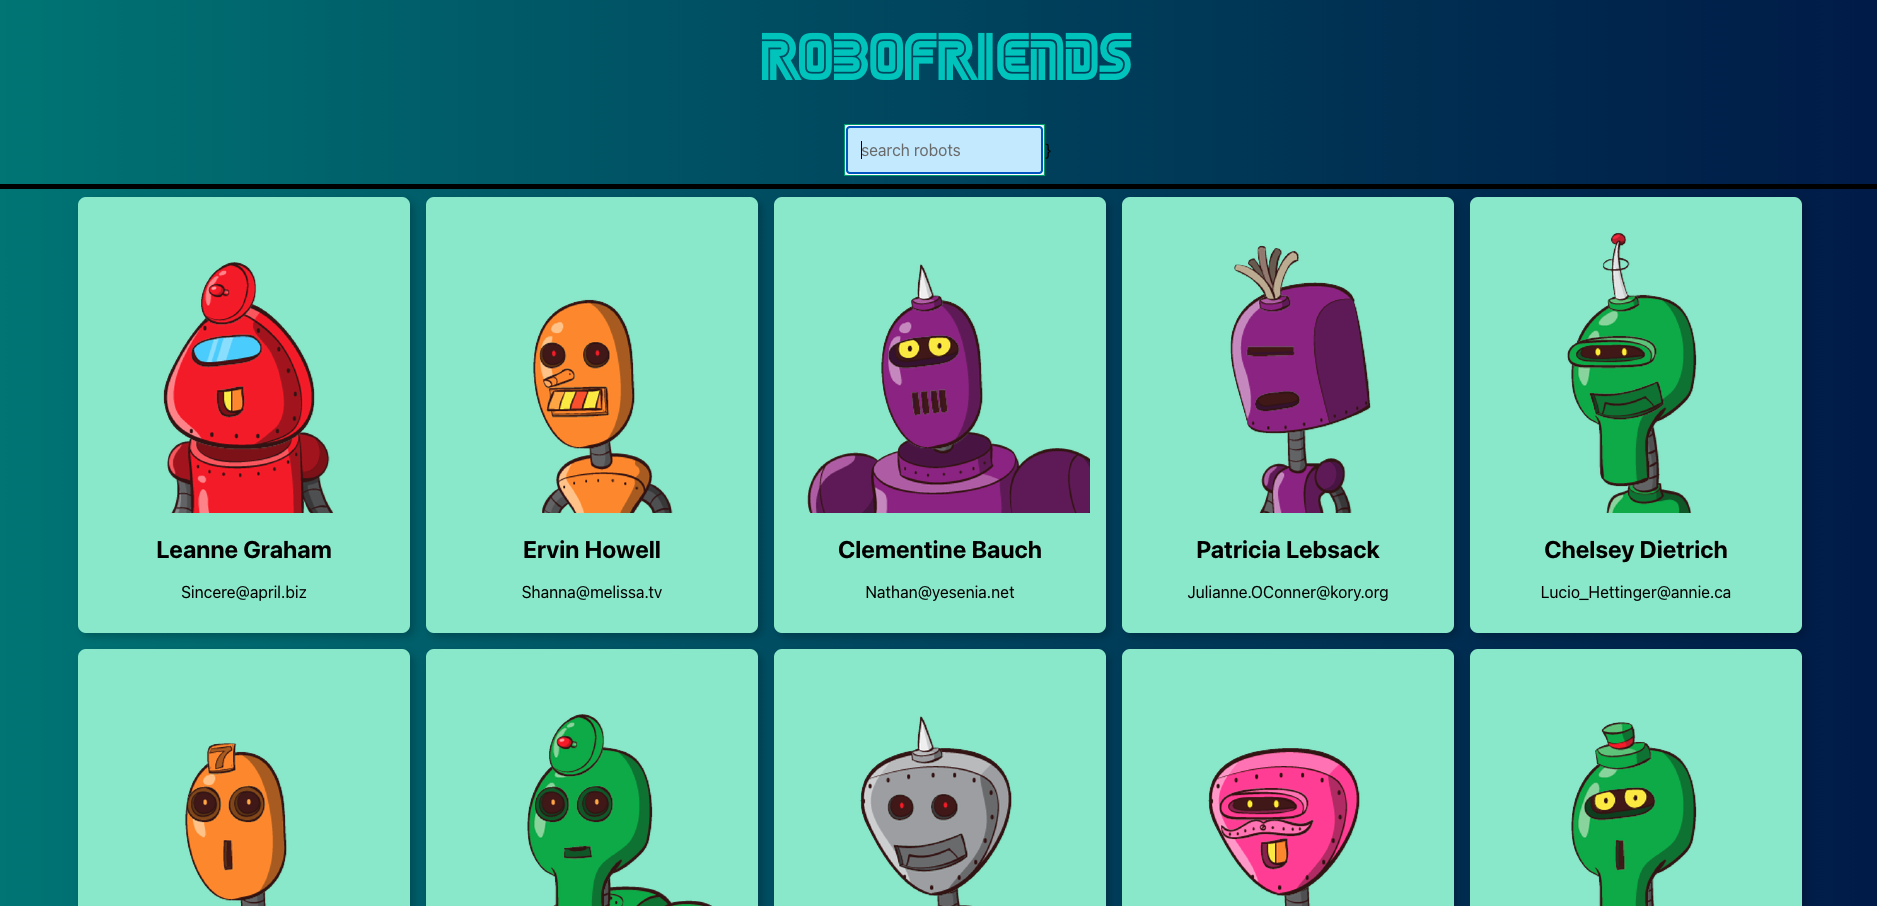 ROBOFRIENDS
search robots }
Leanne Graham
Sincere@april.biz
Ervin Howell
Shanna@melissa.tv
Clementine Bauch
Nathan@yesenia.net
Patricia Lebsack
Julianne.OConner@kory.org
Chelsey Dietrich
Lucio_Hettinger@annie.ca
7